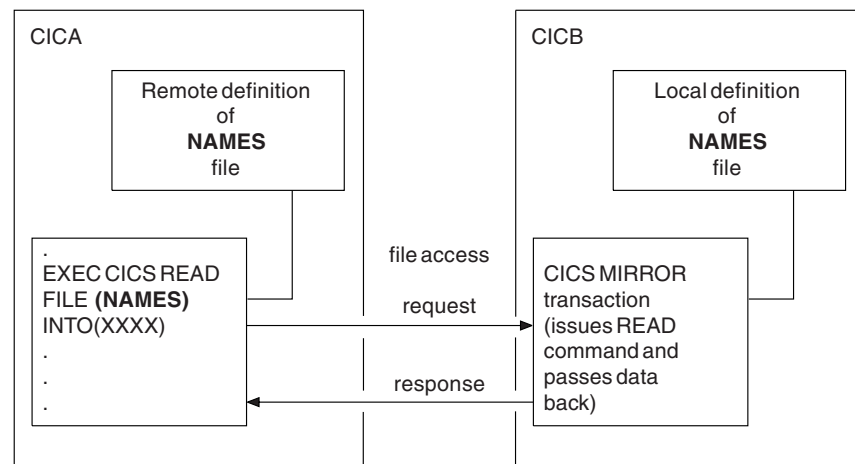 CICA
Remote definition
of
NAMES
file
.
EXEC CICS READ
FILE (NAMES)
INTO(XXXX)
.
.
.
file access
request
response
CICB
Local definition
of
NAMES
file
CICS MIRROR
transaction
(issues READ
command and
passes data
back)